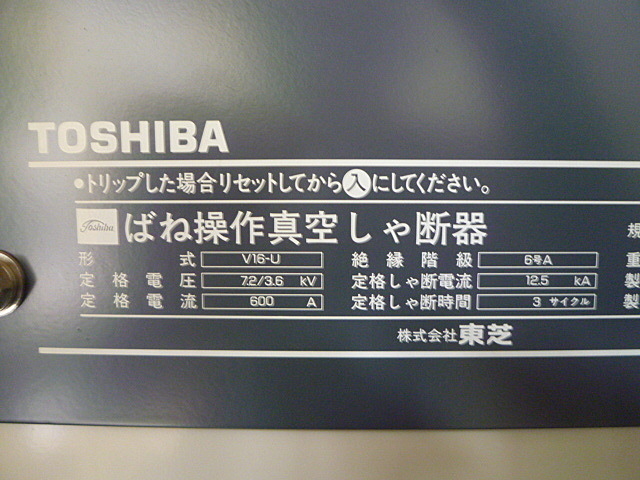 TOSHIBA
•トリップした場合リセットしてから入にしてください。
Toshiba ばね操作真空しゃ断器 規
形式 V16-U 絶縁階級 6号A 重
定格電圧 7.2/3.6 kV 定格しゃ断電流 12.5 kA 製
定格電流 600 A 定格しゃ断時間 3 サイクル 製
株式会社 東芝